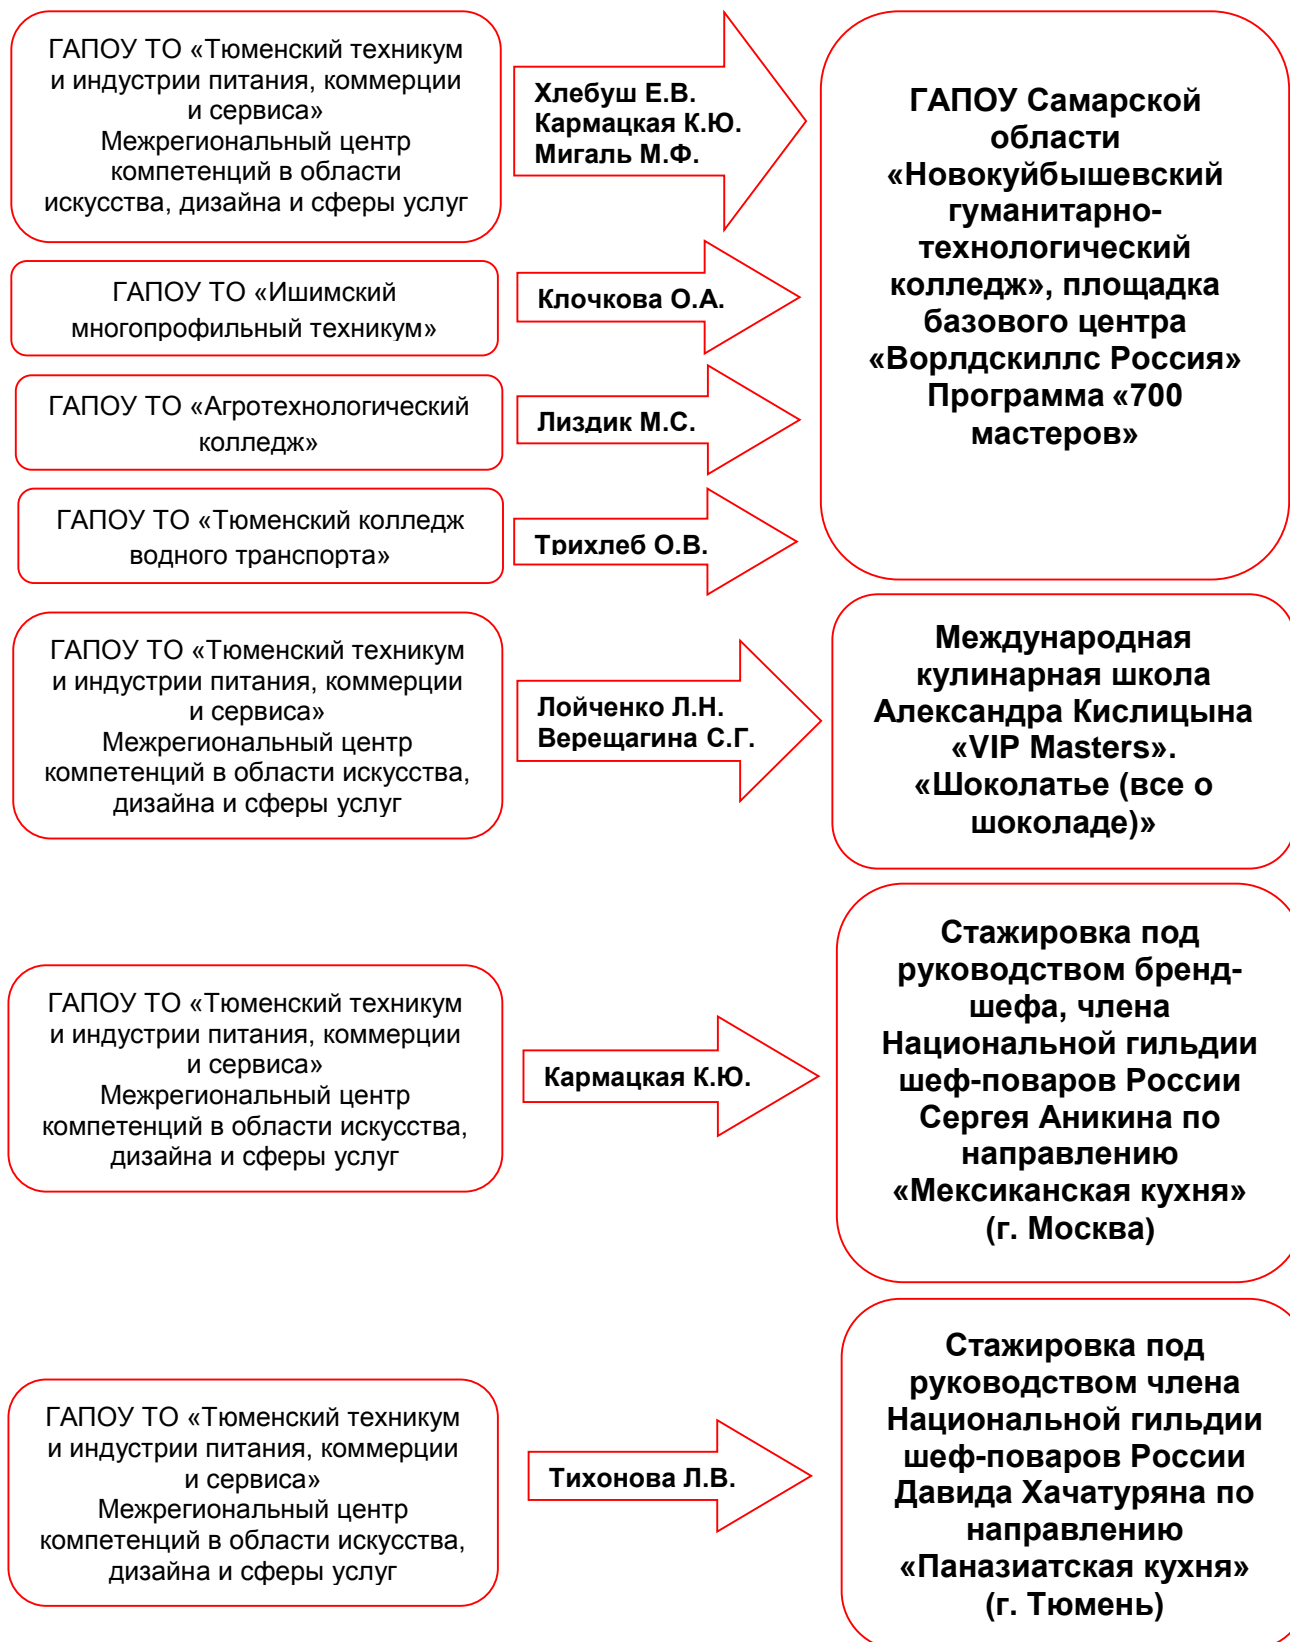 ГАПОУ ТО «Тюменский техникум
и индустрии питания, коммерции
и сервиса»
Межрегиональный центр
компетенций в области
искусства, дизайна и сферы услуг
Хлебуш Е.В.
Кармацкая К.Ю.
Мигаль М.Ф.
ГАПОУ ТО «Ишимский
многопрофильный техникум»
Клочкова О.А.
ГАПОУ ТО «Агротехнологический
колледж»
Лиздик М.С.
ГАПОУ ТО «Тюменский колледж
водного транспорта»
Трихлеб О.В.
ГАПОУ Самарской
области
«Новокуйбышевский
гуманитарно-
технологический
колледж», площадка
базового центра
«Ворлдскиллс Россия»
Программа «700
мастеров»
ГАПОУ ТО «Тюменский техникум
и индустрии питания, коммерции
и сервиса»
Межрегиональный центр
компетенций в области искусства,
дизайна и сферы услуг
Лойченко Л.Н.
Верещагина С.Г.
Международная
кулинарная школа
Александра Кислицына
«VIP Masters».
«Шоколатье (все о
шоколаде)»
ГАПОУ ТО «Тюменский техникум
и индустрии питания, коммерции
и сервиса»
Межрегиональный центр
компетенций в области искусства,
дизайна и сферы услуг
Кармацкая К.Ю.
Стажировка под
руководством бренд-
шефа, члена
Национальной гильдии
шеф-поваров России
Сергея Аникина по
направлению
«Мексиканская кухня»
(г. Москва)
ГАПОУ ТО «Тюменский техникум
и индустрии питания, коммерции
и сервиса»
Межрегиональный центр
компетенций в области искусства,
дизайна и сферы услуг
Тихонова Л.В.
Стажировка под
руководством члена
Национальной гильдии
шеф-поваров России
Давида Хачатуряна по
направлению
«Паназиатская кухня»
(г. Тюмень)